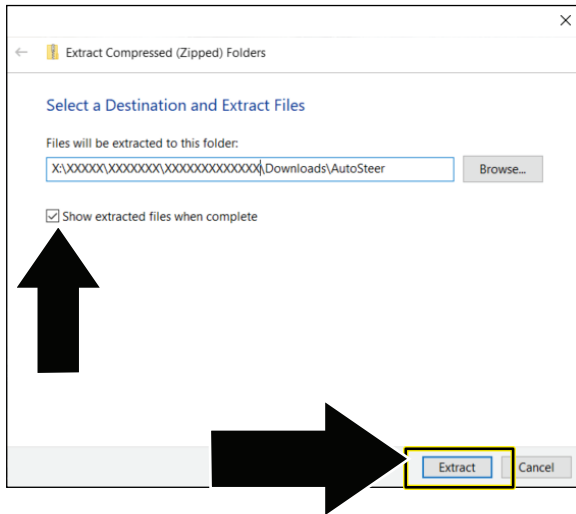 Extract Compressed (Zipped) Folders
Select a Destination and Extract Files
Files will be extracted to this folder:
X:\XXXXX\XXXXXXX\XXXXXXXXXXXXX\Downloads\AutoSteer
Browse...
Show extracted files when complete
Extract
Cancel